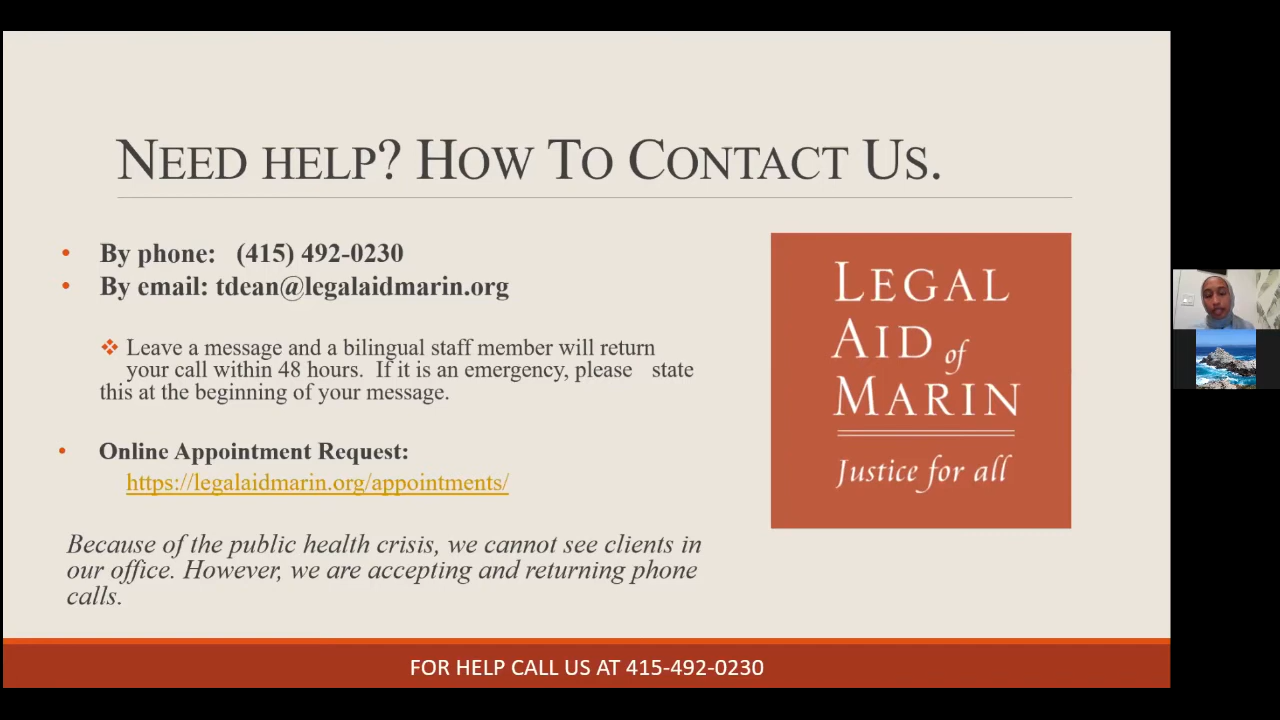 NEED HELP? HOW TO CONTACT US.
• By phone: (415) 492-0230
• By email: tdean@legalaidmarin.org
❖ Leave a message and a bilingual staff member will return
your call within 48 hours. If it is an emergency, please state
this at the beginning of your message.
• Online Appointment Request:
https://legalaidmarin.org/appointments/
Because of the public health crisis, we cannot see clients in
our office. However, we are accepting and returning phone
calls.
LEGAL
AID of
MARIN
Justice for all
FOR HELP CALL US AT 415-492-0230